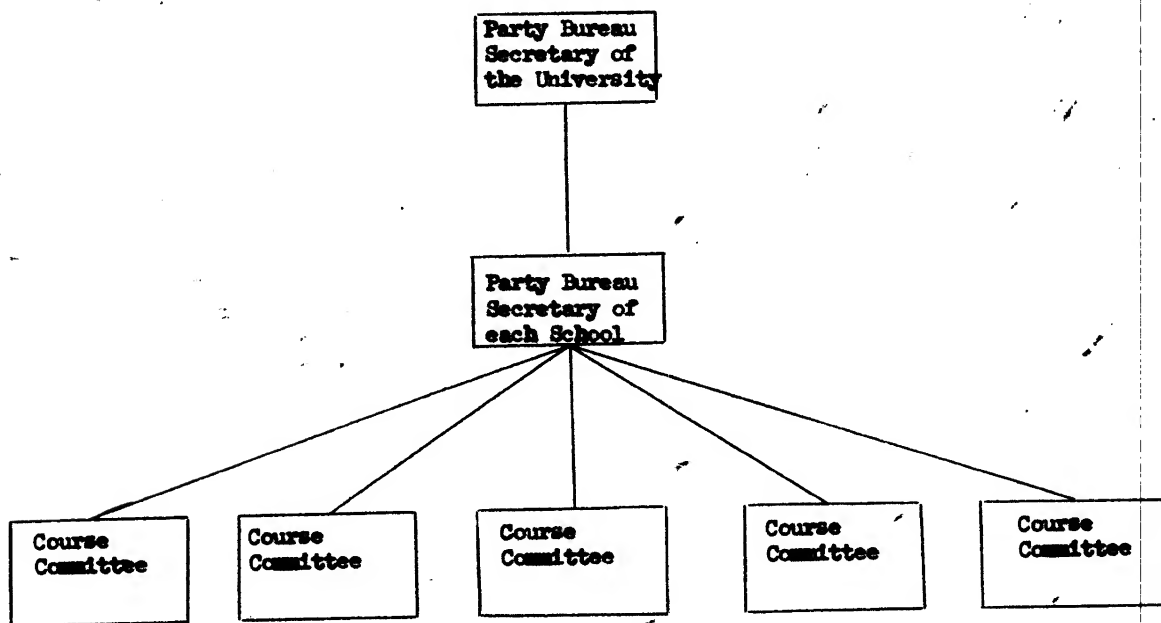 Party Bureau
Secretary of
the University
Party Bureau
Secretary of
each School
Course
Committee
Course
Committee
Course
Committee
Course
Committee
Course
Committee